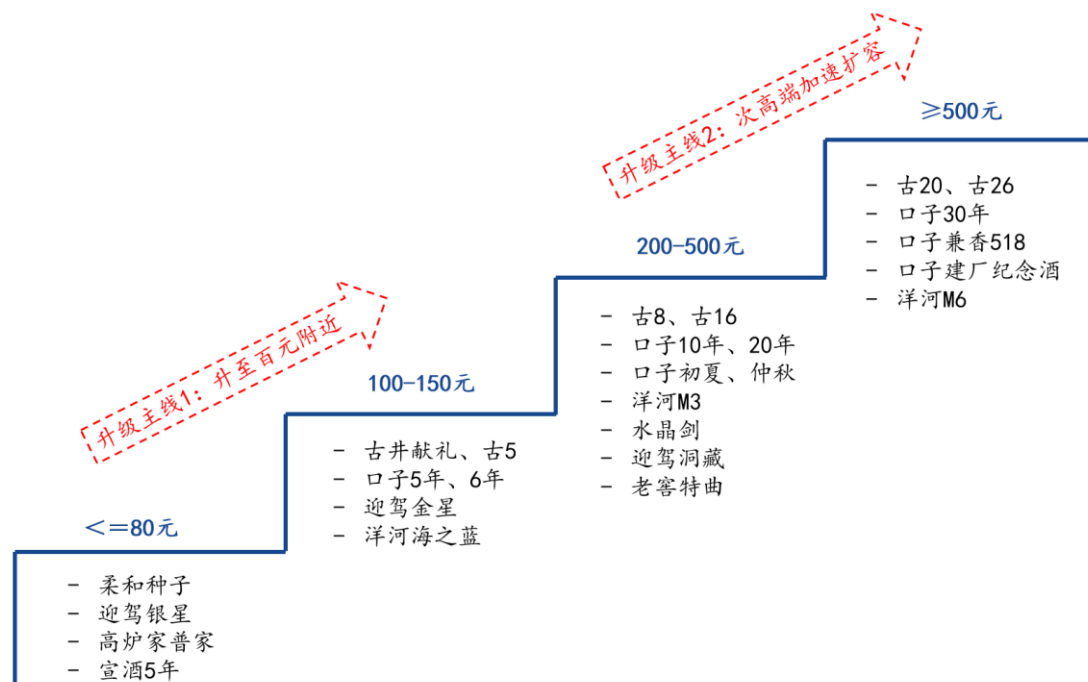 升级主线1：升至百元附近
升级主线2：次高端加速扩容
<=80元
- 柔和种子
- 迎驾银星
- 高炉家普家
- 宣酒5年
100-150元
- 古井献礼、古5
- 口子5年、6年
- 迎驾金星
- 洋河海之蓝
200-500元
- 古8、古16
- 口子10年、20年
- 口子初夏、仲秋
- 洋河M3
- 水晶剑
- 迎驾洞藏
- 老窖特曲
≥500元
- 古20、古26
- 口子30年
- 口子兼香518
- 口子建厂纪念酒
- 洋河M6